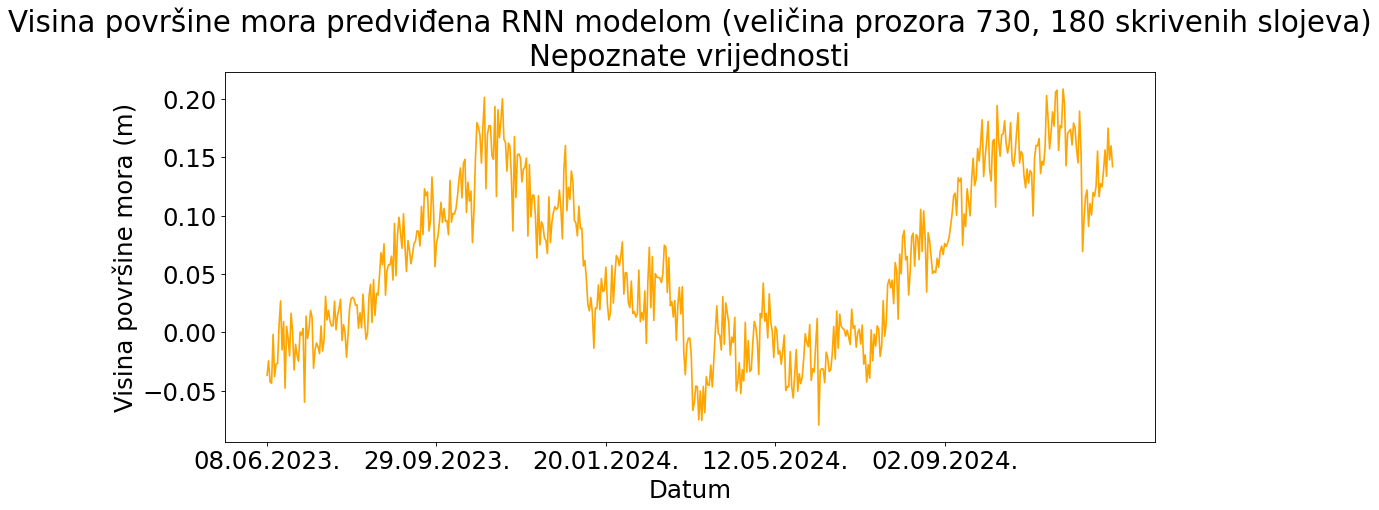 Visina površine mora predviđena RNN modelom (veličina prozora 730, 180 skrivenih slojeva)
Nepoznate vrijednosti
Visina površine mora (m)
0.20
0.15
0.10
0.05
0.00
−0.05
08.06.2023. 29.09.2023. 20.01.2024. 12.05.2024. 02.09.2024.
Datum